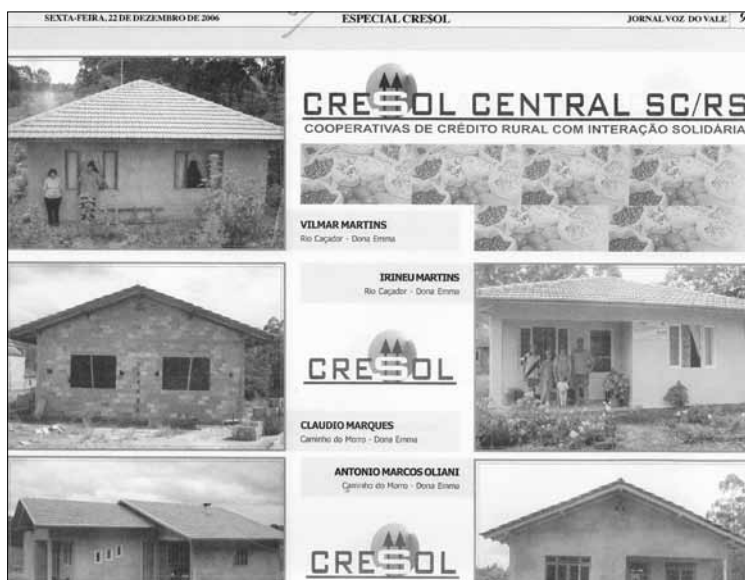 SEXTA-FEIRA, 22 DE DEZEMBRO DE 2006
ESPECIAL CRESOL
JORNAL VOZ DO VALE
CRESOL CENTRAL SC/RS
COOPERATIVAS DE CRÉDITO RURAL COM INTERAÇÃO SOLIDÁRIA
VILMAR MARTINS
Rio Caçador - Dona Emma
IRINEU MARTINS
Rio Caçador - Dona Emma
CRESOL
CLAUDIO MARQUES
Caminho do Morro - Dona Emma
ANTONIO MARCOS OLIANI
Caminho do Morro - Dona Emma
CRESOL